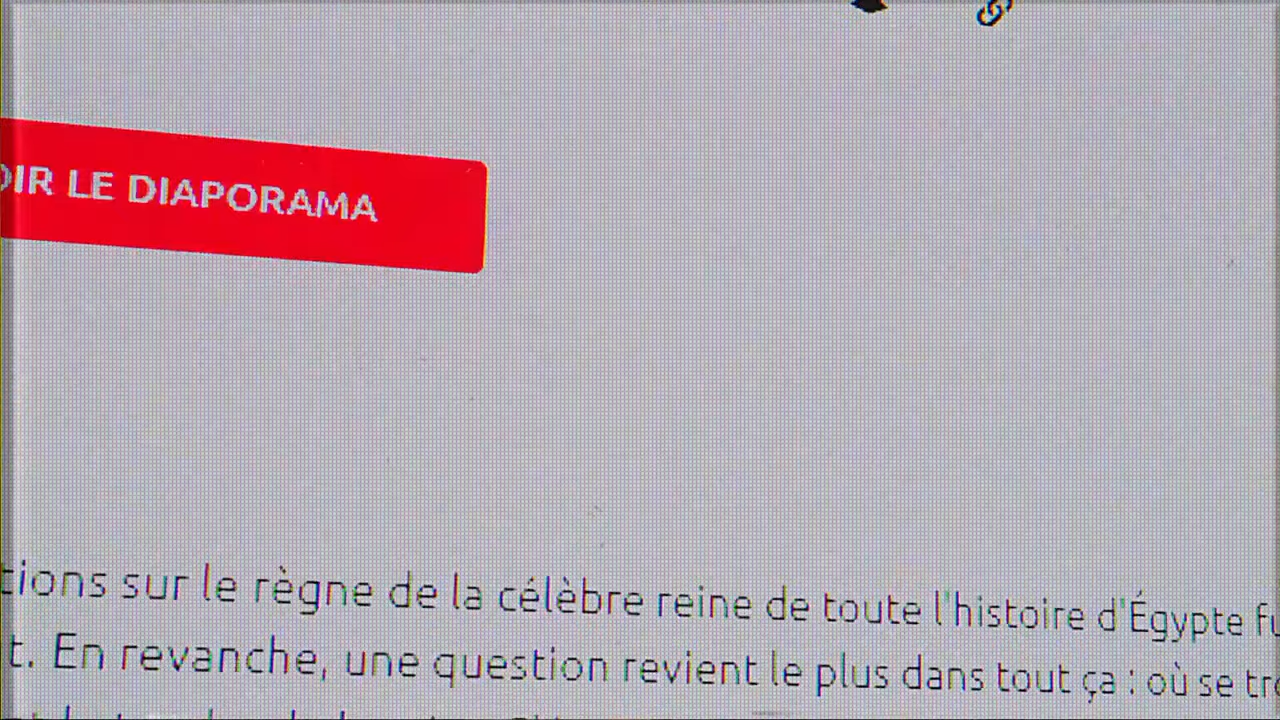 OIR LE DIAPORAMA
tions sur le règne de la célèbre reine de toute l'histoire d'Égypte fu
t. En revanche, une question revient le plus dans tout ça : où se tro